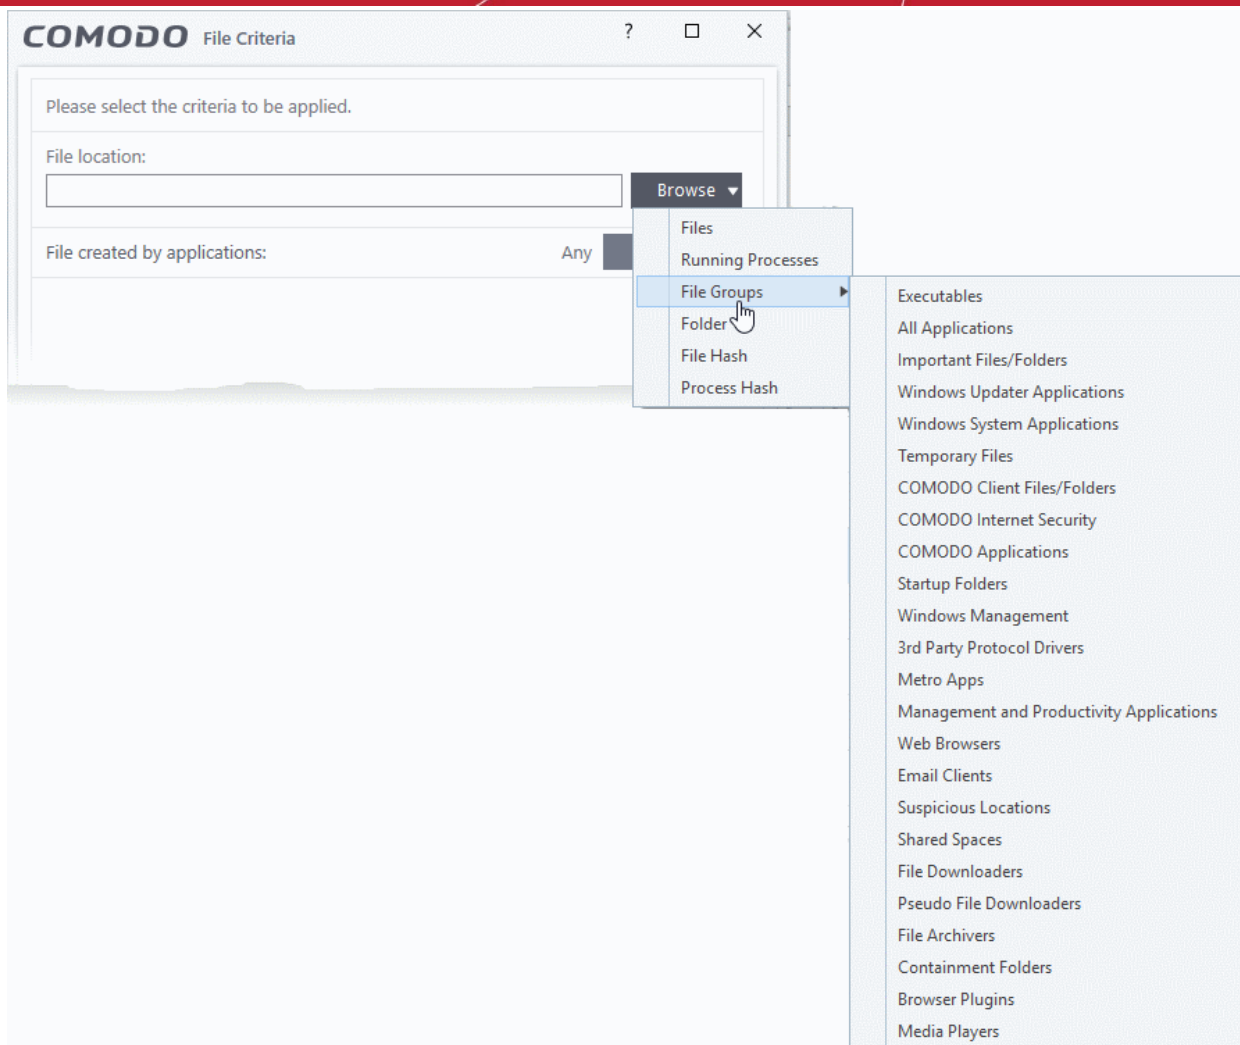 COMODO File Criteria ?
Please select the criteria to be applied.
File location:
Browse
File created by applications: Any
Files
Running Processes
File Groups
Folder
File Hash
Process Hash
Executables
All Applications
Important Files/Folders
Windows Updater Applications
Windows System Applications
Temporary Files
COMODO Client Files/Folders
COMODO Internet Security
COMODO Applications
Startup Folders
Windows Management
3rd Party Protocol Drivers
Metro Apps
Management and Productivity Applications
Web Browsers
Email Clients
Suspicious Locations
Shared Spaces
File Downloaders
Pseudo File Downloaders
File Archivers
Containment Folders
Browser Plugins
Media Players